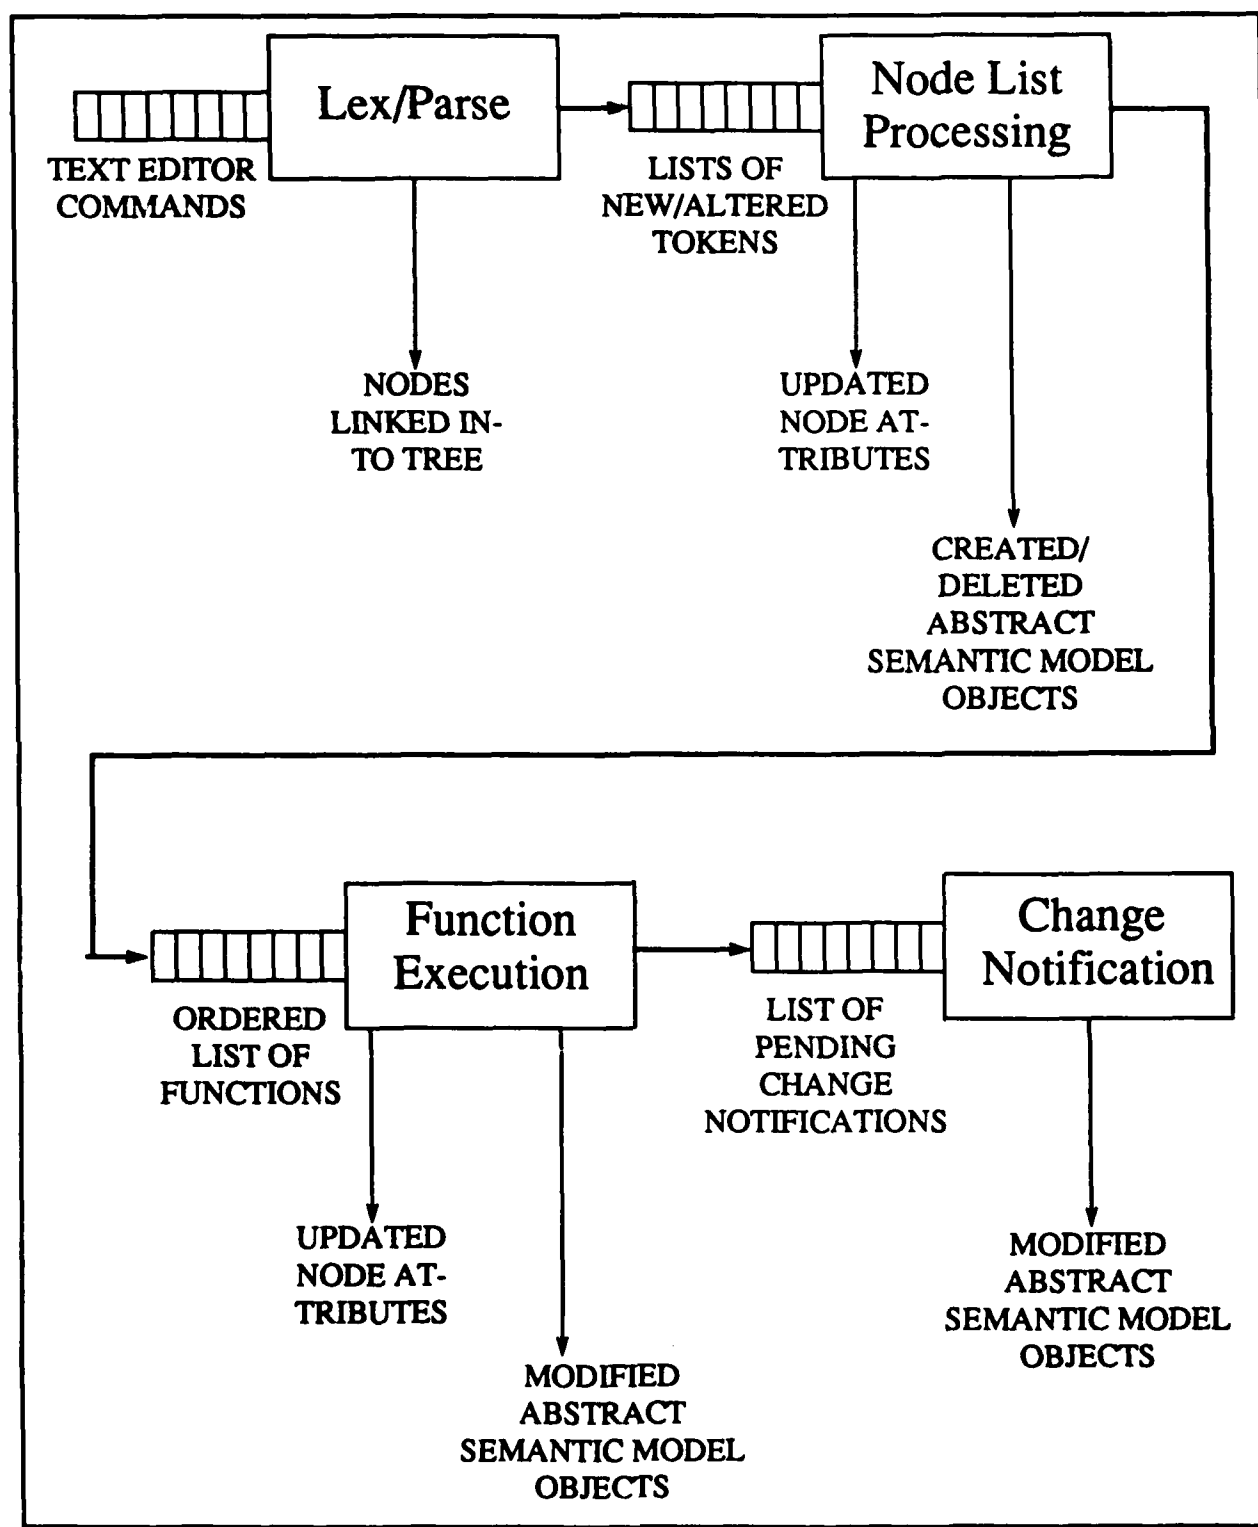 Lex/Parse
Node List
Processing
TEXT EDITOR
COMMANDS
LISTS OF
NEW/ALTERED
TOKENS
NODES
LINKED IN-
TO TREE
UPDATED
NODE AT-
TRIBUTES
CREATED/
DELETED
ABSTRACT
SEMANTIC MODEL
OBJECTS
Function
Execution
Change
Notification
ORDERED
LIST OF
FUNCTIONS
LIST OF
PENDING
CHANGE
NOTIFICATIONS
UPDATED
NODE AT-
TRIBUTES
MODIFIED
ABSTRACT
SEMANTIC MODEL
OBJECTS
MODIFIED
ABSTRACT
SEMANTIC MODEL
OBJECTS